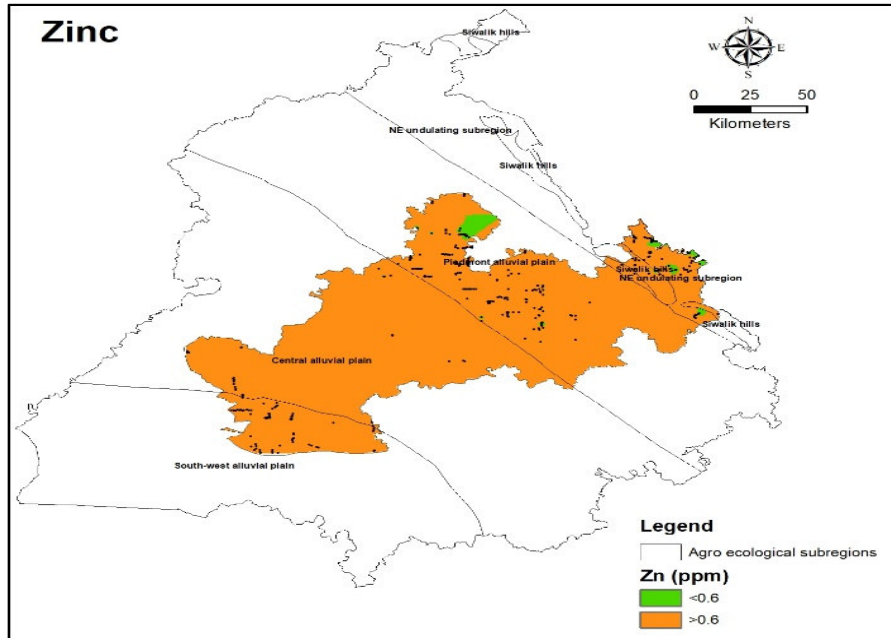 Zinc
Siwalik hills
N
W E
S
0 25 50
Kilometers
NE undulating subregion
Siwalik hills
Piedmont alluvial plain
Siwalik hills
NE undulating subregion
Siwalik hills
Central alluvial plain
South-west alluvial plain
Legend
Agro ecological subregions
Zn (ppm)
<0.6
>0.6